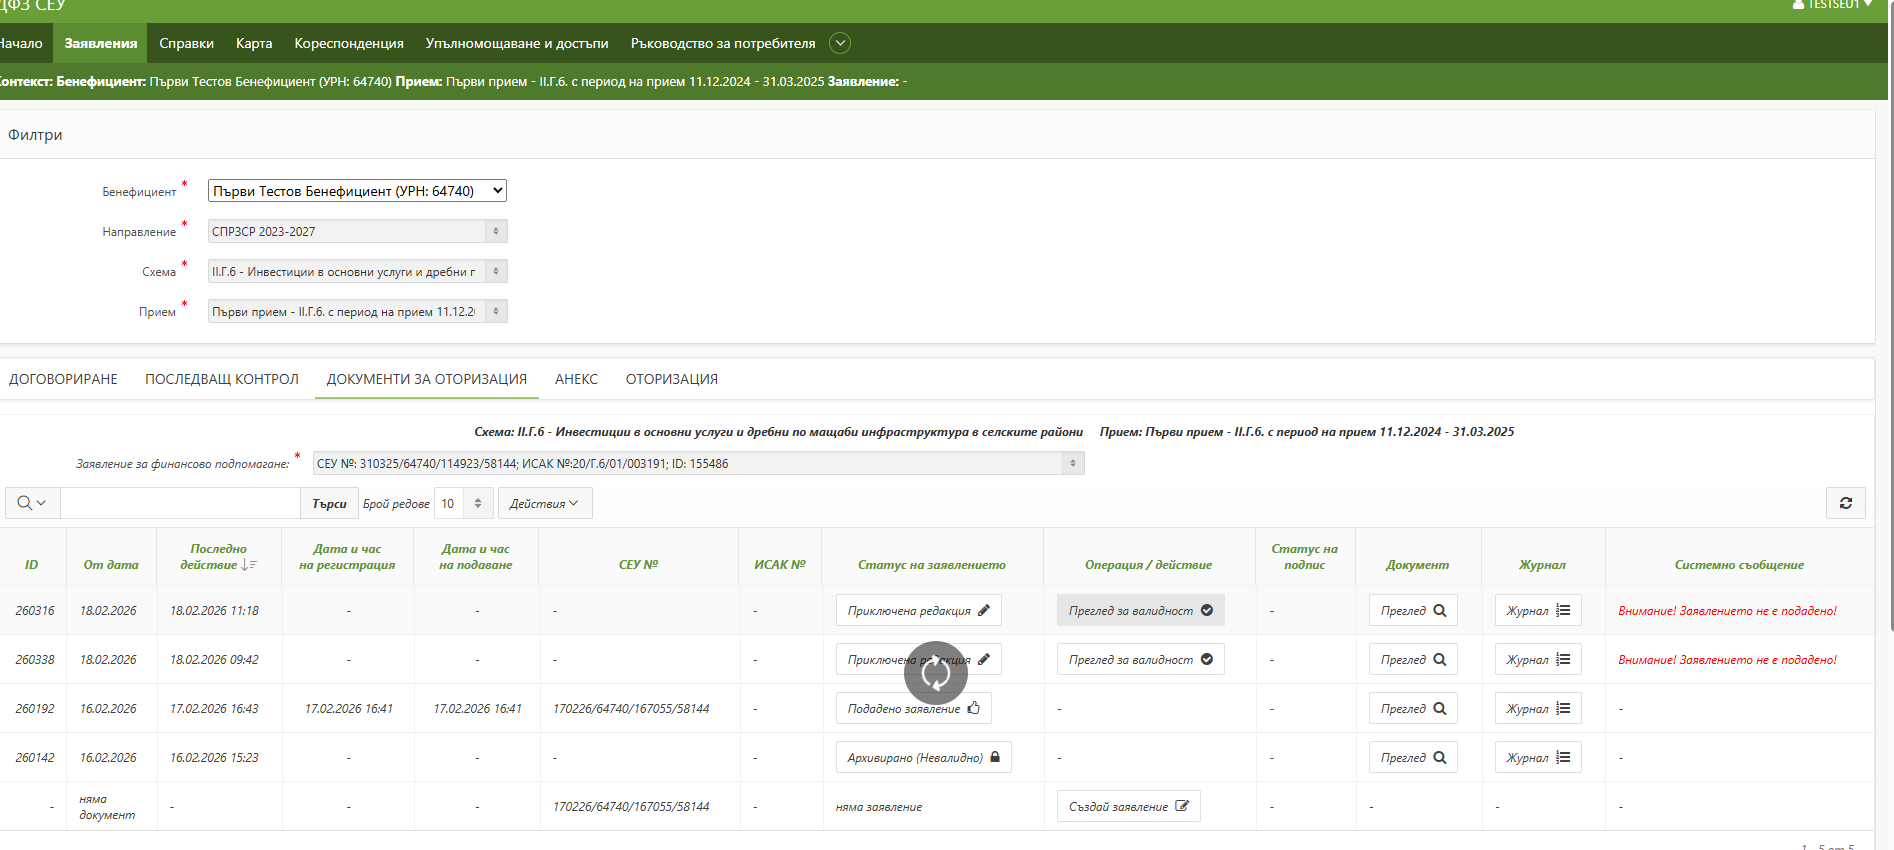 ДФЗ СЕУ
TESTSEU1
Начало Заявления Справки Карта Кореспонденция Упълномощаване и достъпи Ръководство за потребителя
Контекст: Бенефициент: Първи Тестов Бенефициент (УРН: 64740) Прием: Първи прием - II.Г.6. с период на прием 11.12.2024 - 31.03.2025 Заявление: -
Филтри
Бенефициент * Първи Тестов Бенефициент (УРН: 64740)
Направление * СПРЗСР 2023-2027
Схема * II.Г.6 - Инвестиции в основни услуги и дребни п
Прием * Първи прием - II.Г.6. с период на прием 11.12.2
ДОГОВОРИРАНЕ ПОСЛЕДВАЩ КОНТРОЛ ДОКУМЕНТИ ЗА ОТОРИЗАЦИЯ АНЕКС ОТОРИЗАЦИЯ
Схема: II.Г.6 - Инвестиции в основни услуги и дребни по мащаби инфраструктура в селските райони Прием: Първи прием - II.Г.6. с период на прием 11.12.2024 - 31.03.2025
Заявление за финансово подпомагане: * СЕУ №: 310325/64740/114923/58144; ИСАК №:20/Г.6/01/003191; ID: 155486
Търси Брой редове 10 Действия
ID От дата Последно действие Дата и час на регистрация Дата и час на подаване СЕУ № ИСАК № Статус на заявлението Операция / действие Статус на подпис Документ Журнал Системно съобщение
260316 18.02.2026 18.02.2026 11:18 - - - - Приключена редакция Преглед за валидност - Преглед Журнал Внимание! Заявлението не е подадено!
260338 18.02.2026 18.02.2026 09:42 - - - - Приключена редакция Преглед за валидност - Преглед Журнал Внимание! Заявлението не е подадено!
260192 16.02.2026 17.02.2026 16:43 17.02.2026 16:41 17.02.2026 16:41 170226/64740/167055/58144 - Подадено заявление - - Преглед Журнал -
260142 16.02.2026 16.02.2026 15:23 - - - - Архивирано (Невалидно) - - Преглед Журнал -
- няма документ - - - 170226/64740/167055/58144 - няма заявление Създай заявление - - - -
1 - 5 от 5